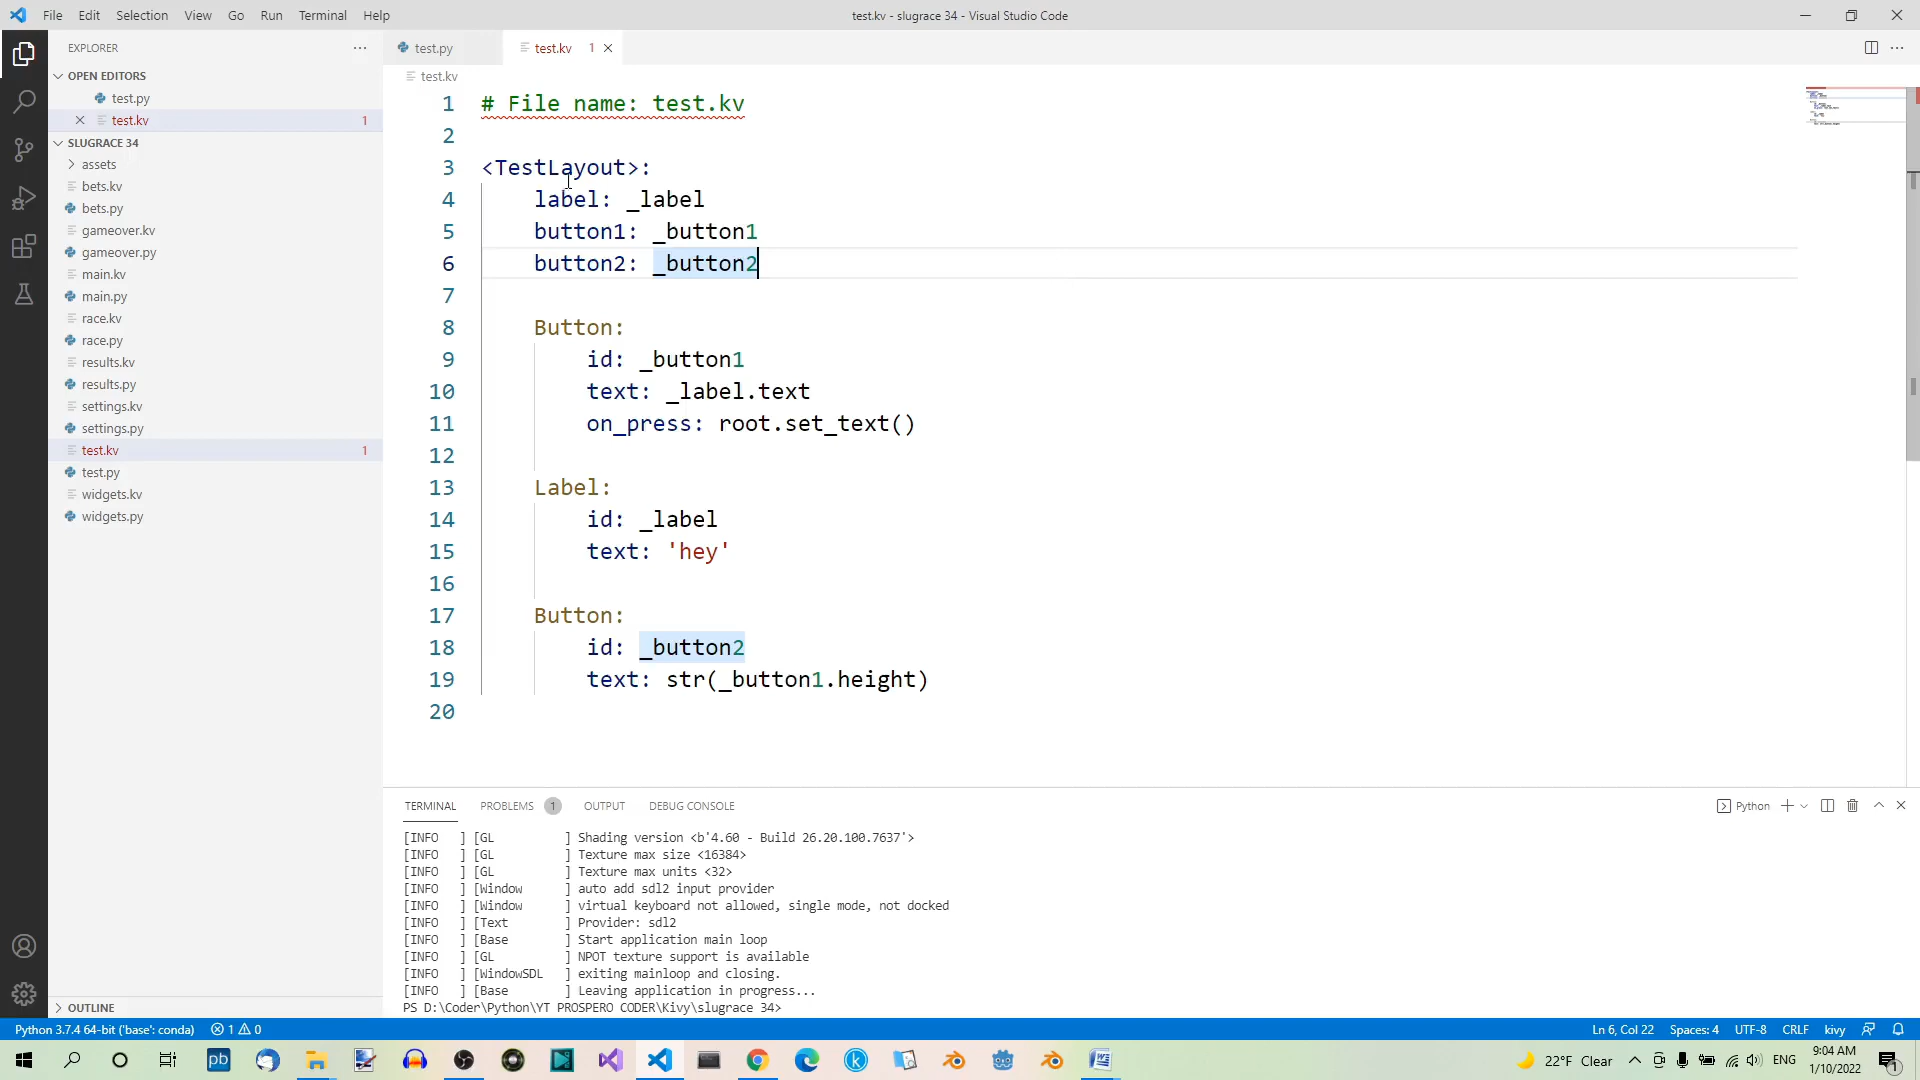 File Edit Selection View Go Run Terminal Help
test.kv - slugrace 34 - Visual Studio Code
EXPLORER
OPEN EDITORS
test.py
test.kv 1
SLUGRACE 34
assets
bets.kv
bets.py
gameover.kv
gameover.py
main.kv
main.py
race.kv
race.py
results.kv
results.py
settings.kv
settings.py
test.kv 1
test.py
widgets.kv
widgets.py
OUTLINE
test.py
test.kv 1
test.kv
1 # File name: test.kv
2
3 <TestLayout>:
4 label: _label
5 button1: _button1
6 button2: _button2
7
8 Button:
9 id: _button1
10 text: _label.text
11 on_press: root.set_text()
12
13 Label:
14 id: _label
15 text: 'hey'
16
17 Button:
18 id: _button2
19 text: str(_button1.height)
20
TERMINAL PROBLEMS 1 OUTPUT DEBUG CONSOLE
Python
[INFO ] [GL ] Shading version <b'4.60 - Build 26.20.100.7637'>
[INFO ] [GL ] Texture max size <16384>
[INFO ] [GL ] Texture max units <32>
[INFO ] [Window ] auto add sdl2 input provider
[INFO ] [Window ] virtual keyboard not allowed, single mode, not docked
[INFO ] [Text ] Provider: sdl2
[INFO ] [Base ] Start application main loop
[INFO ] [GL ] NPOT texture support is available
[INFO ] [WindowSDL ] exiting mainloop and closing.
[INFO ] [Base ] Leaving application in progress...
PS D:\Coder\Python\YT PROSPERO CODER\Kivy\slugrace 34>
Python 3.7.4 64-bit ('base': conda) 1 0
Ln 6, Col 22 Spaces: 4 UTF-8 CRLF kivy
pb
22°F Clear
ENG
9:04 AM
1/10/2022
1